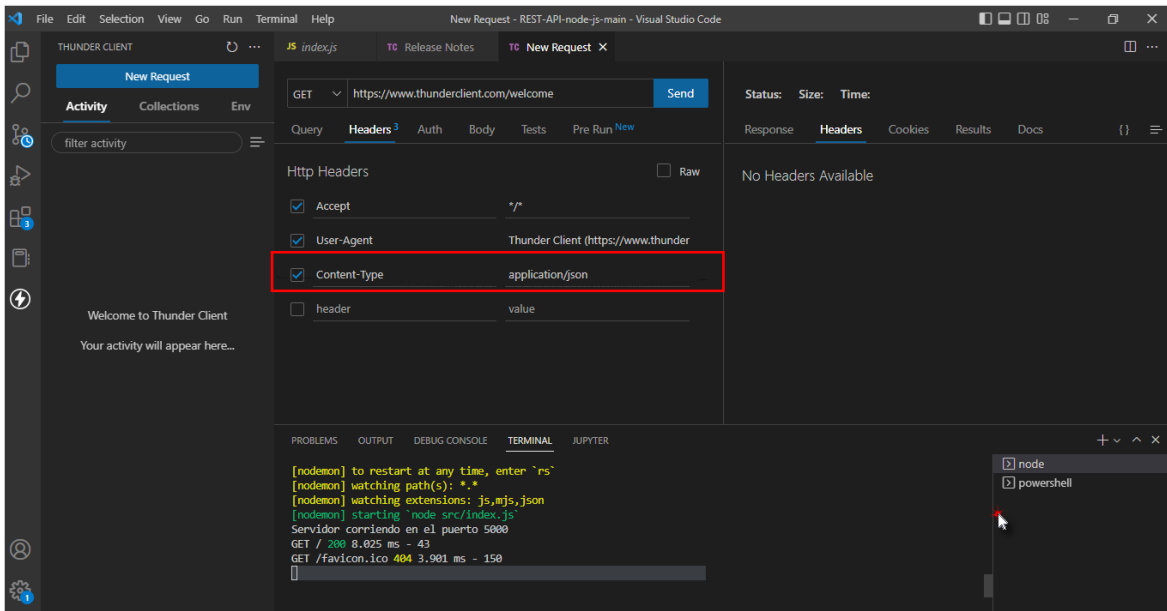 File Edit Selection View Go Run Terminal Help New Request - REST-API-node-js-main - Visual Studio Code
THUNDER CLIENT
New Request
Activity Collections Env
filter activity
Welcome to Thunder Client
Your activity will appear here...
JS index.js TC Release Notes TC New Request
GET https://www.thunderclient.com/welcome Send
Query Headers 3 Auth Body Tests Pre Run New
Http Headers Raw
Accept */*
User-Agent Thunder Client (https://www.thunder
Content-Type application/json
header value
Status: Size: Time:
Response Headers Cookies Results Docs {}
No Headers Available
PROBLEMS OUTPUT DEBUG CONSOLE TERMINAL JUPYTER
[nodemon] to restart at any time, enter `rs`
[nodemon] watching path(s): *.*
[nodemon] watching extensions: js,mjs,json
[nodemon] starting `node src/index.js`
Servidor corriendo en el puerto 5000
GET / 200 8.025 ms - 43
GET /favicon.ico 404 3.901 ms - 150
node
powershell
3
1